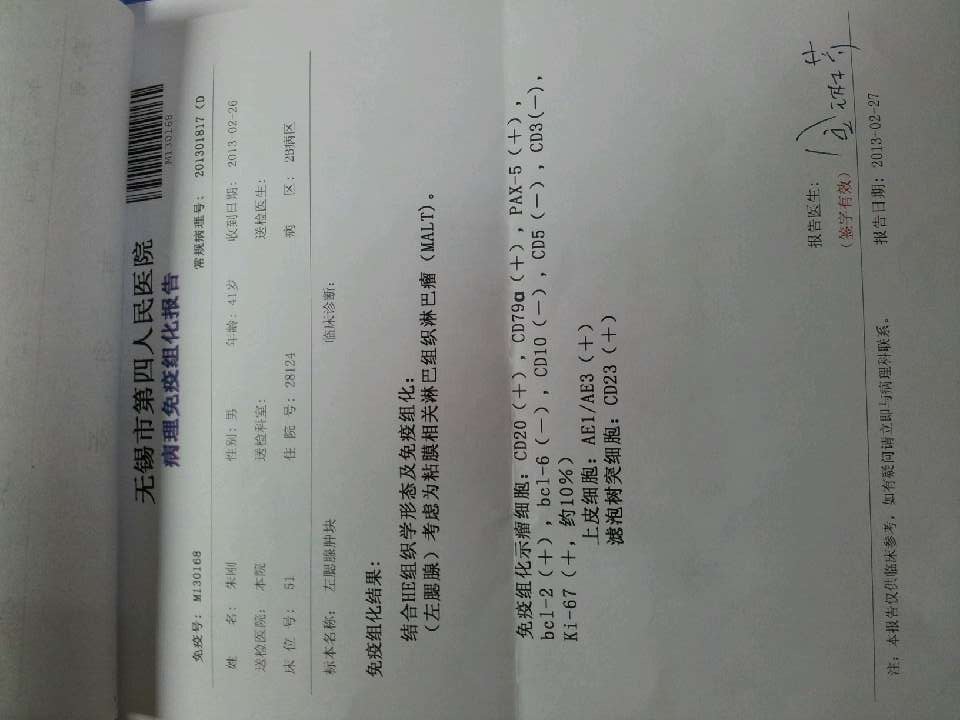 无锡市第四人民医院
病理免疫组化报告
M130168
免疫号: M130168 常规病理号: 201301817 (D
姓 名: 朱刚 性别: 男 年龄: 41岁 收到日期: 2013-02-26
送检医院: 本院 送检科室: 送检医生:
床 位 号: 51 住 院 号: 28124 病 区: 2B病区
标本名称: 左腮腺肿块 临床诊断:
免疫组化结果:
结合HE组织学形态及免疫组化:
(左腮腺)考虑为粘膜相关淋巴组织淋巴瘤 (MALT)。
免疫组化示瘤细胞: CD20 (+), CD79α (+), PAX-5 (+),
bcl-2 (+), bcl-6 (—), CD10 (—), CD5 (—), CD3(—),
Ki-67 (+, 约10%)
上皮细胞: AE1/AE3 (+)
滤泡树突细胞: CD23 (+)
报告医生:
(签字有效)
报告日期: 2013-02-27
注: 本报告仅供临床参考, 如有疑问请立即与病理科联系。